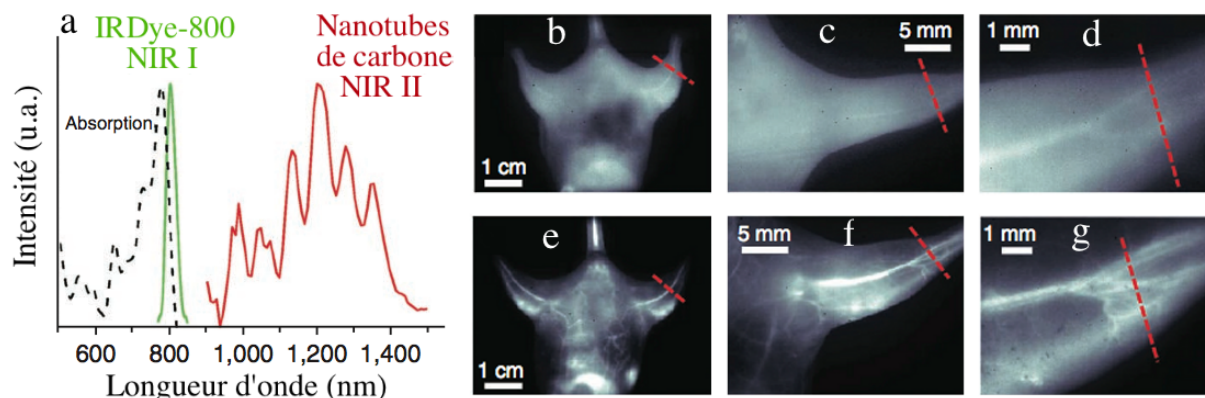 a
IRDye-800
NIR I
Nanotubes
de carbone
NIR II
Absorption
Intensité (u.a.)
600 800 1,000 1,200 1,400
Longueur d'onde (nm)
b
1 cm
c
5 mm
d
1 mm
e
1 cm
f
5 mm
g
1 mm